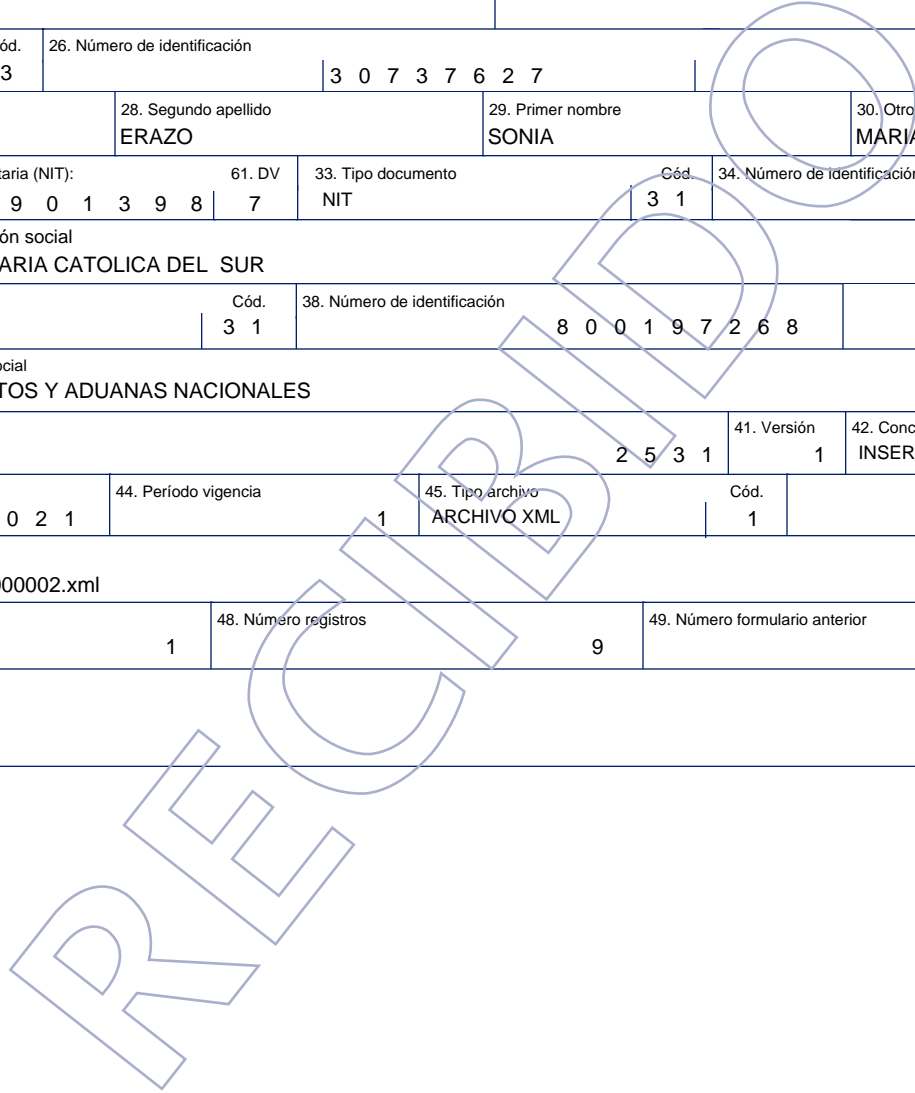 ód. 26. Número de identificación
3 3 0 7 3 7 6 2 7
28. Segundo apellido 29. Primer nombre 30. Otro
ERAZO SONIA MARIA
taria (NIT): 61. DV 33. Tipo documento Cód. 34. Número de identificación
9 0 1 3 9 8 7 NIT 3 1
ón social
ARIA CATOLICA DEL SUR
Cód. 38. Número de identificación
3 1 8 0 0 1 9 7 2 6 8
ocial
TOS Y ADUANAS NACIONALES
41. Versión 42. Conc
2 5 3 1 1 INSER
44. Período vigencia 45. Tipo archivo Cód.
0 2 1 1 ARCHIVO XML 1
000002.xml
48. Número registros 49. Número formulario anterior
1 9
RECIBIDO